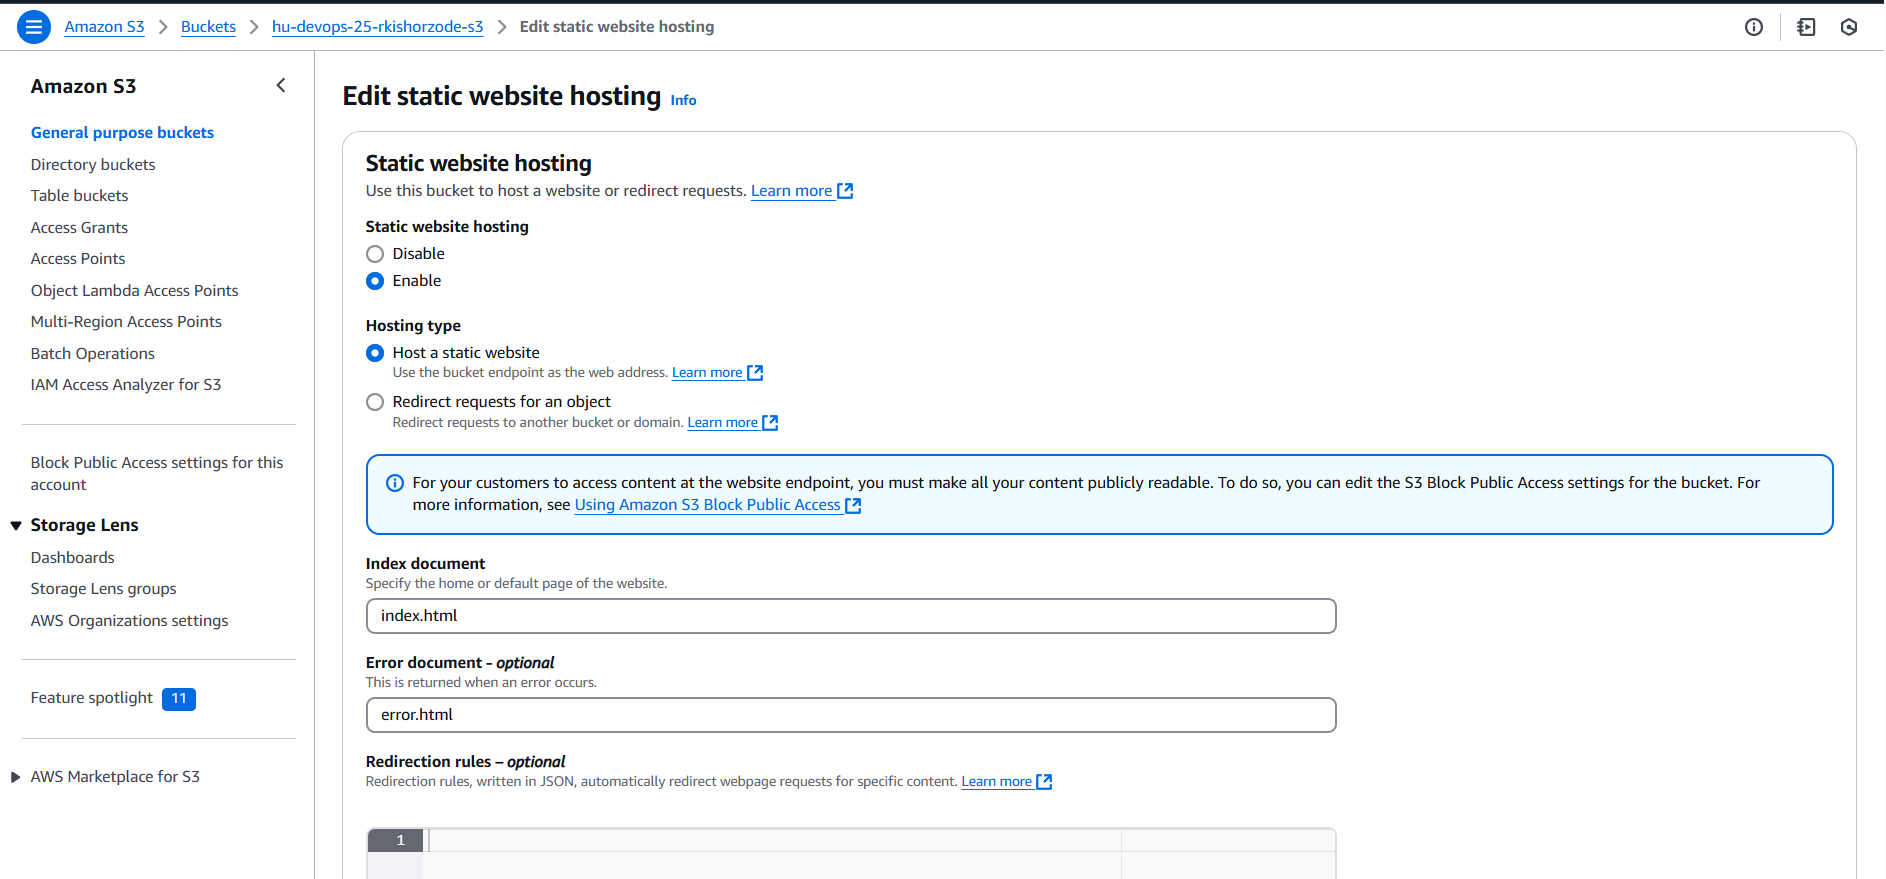 Amazon S3 > Buckets > hu-devops-25-rkishorzode-s3 > Edit static website hosting
Amazon S3
General purpose buckets
Directory buckets
Table buckets
Access Grants
Access Points
Object Lambda Access Points
Multi-Region Access Points
Batch Operations
IAM Access Analyzer for S3
Block Public Access settings for this
account
Storage Lens
Dashboards
Storage Lens groups
AWS Organizations settings
Feature spotlight 11
AWS Marketplace for S3
Edit static website hosting Info
Static website hosting
Use this bucket to host a website or redirect requests. Learn more
Static website hosting
Disable
Enable
Hosting type
Host a static website
Use the bucket endpoint as the web address. Learn more
Redirect requests for an object
Redirect requests to another bucket or domain. Learn more
For your customers to access content at the website endpoint, you must make all your content publicly readable. To do so, you can edit the S3 Block Public Access settings for the bucket. For
more information, see Using Amazon S3 Block Public Access
Index document
Specify the home or default page of the website.
index.html
Error document - optional
This is returned when an error occurs.
error.html
Redirection rules – optional
Redirection rules, written in JSON, automatically redirect webpage requests for specific content. Learn more
1